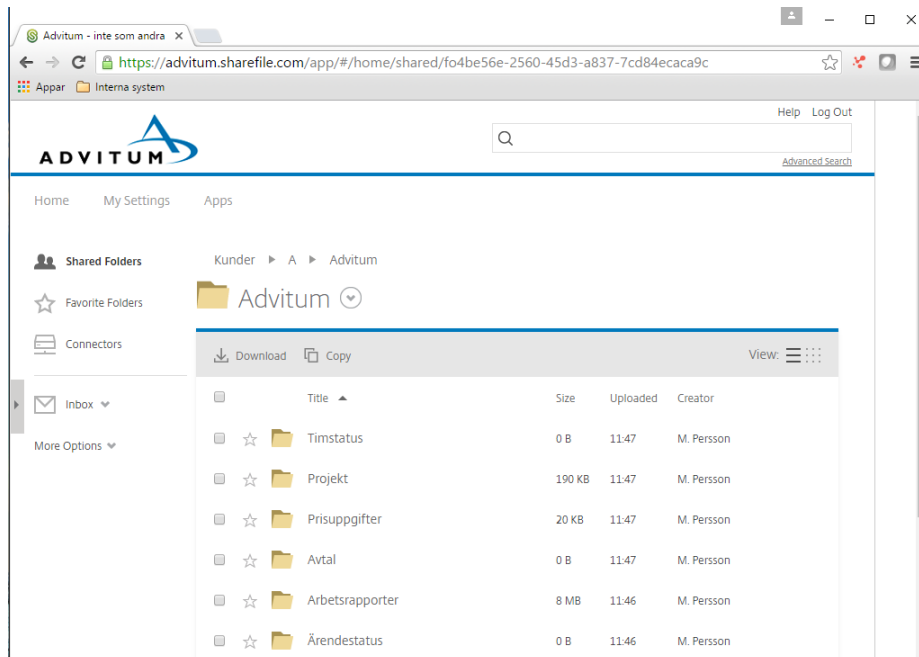 Advitum - inte som andra
https://advitum.sharefile.com/app/#/home/shared/fo4be56e-2560-45d3-a837-7cd84ecaca9c
Appar Interna system
Help Log Out
ADVITUM
Advanced Search
Home My Settings Apps
Shared Folders
Favorite Folders
Connectors
Inbox
More Options
Kunder A Advitum
Advitum
Download Copy View:
Title Size Uploaded Creator
Timstatus 0 B 11:47 M. Persson
Projekt 190 KB 11:47 M. Persson
Prisuppgifter 20 KB 11:47 M. Persson
Avtal 0 B 11:47 M. Persson
Arbetsrapporter 8 MB 11:46 M. Persson
Ärendestatus 0 B 11:46 M. Persson